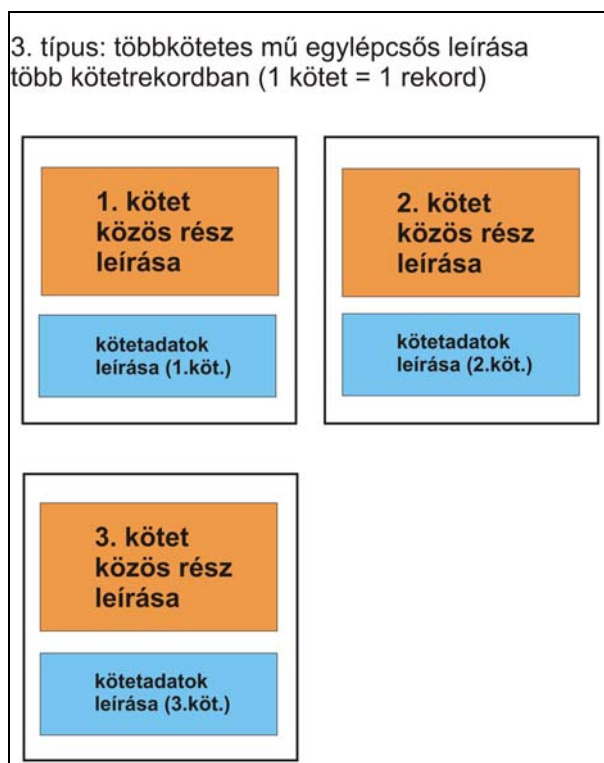 3. típus: többkötetes mű egylépcsős leírása
több kötetrekordban (1 kötet = 1 rekord)
1. kötet
közös rész
leírása
kötetadatok
leírása (1.köt.)
2. kötet
közös rész
leírása
kötetadatok
leírása (2.köt.)
3. kötet
közös rész
leírása
kötetadatok
leírása (3.köt.)